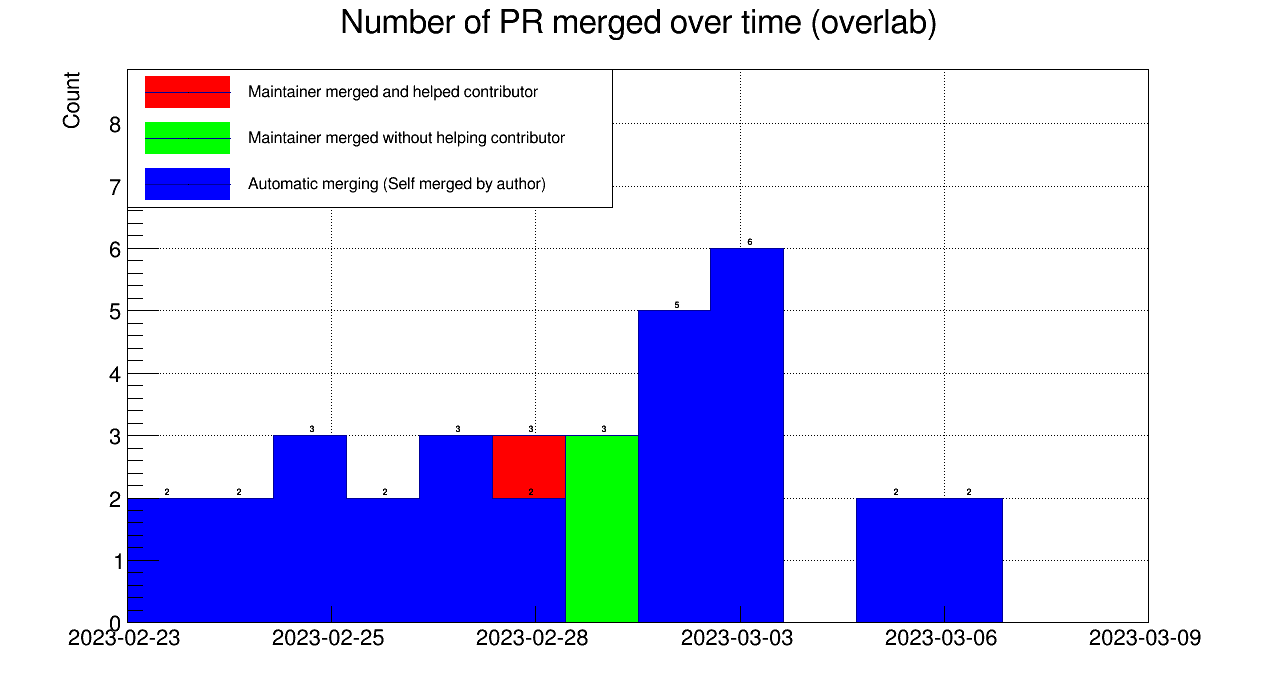 Number of PR merged over time (overlab)
Count
Maintainer merged and helped contributor
Maintainer merged without helping contributor
Automatic merging (Self merged by author)
8
7
6
5
4
3
2
1
0
2 2 3 2 3 3 2 3 5 6 2 2
2023-02-23 2023-02-25 2023-02-28 2023-03-03 2023-03-06 2023-03-09